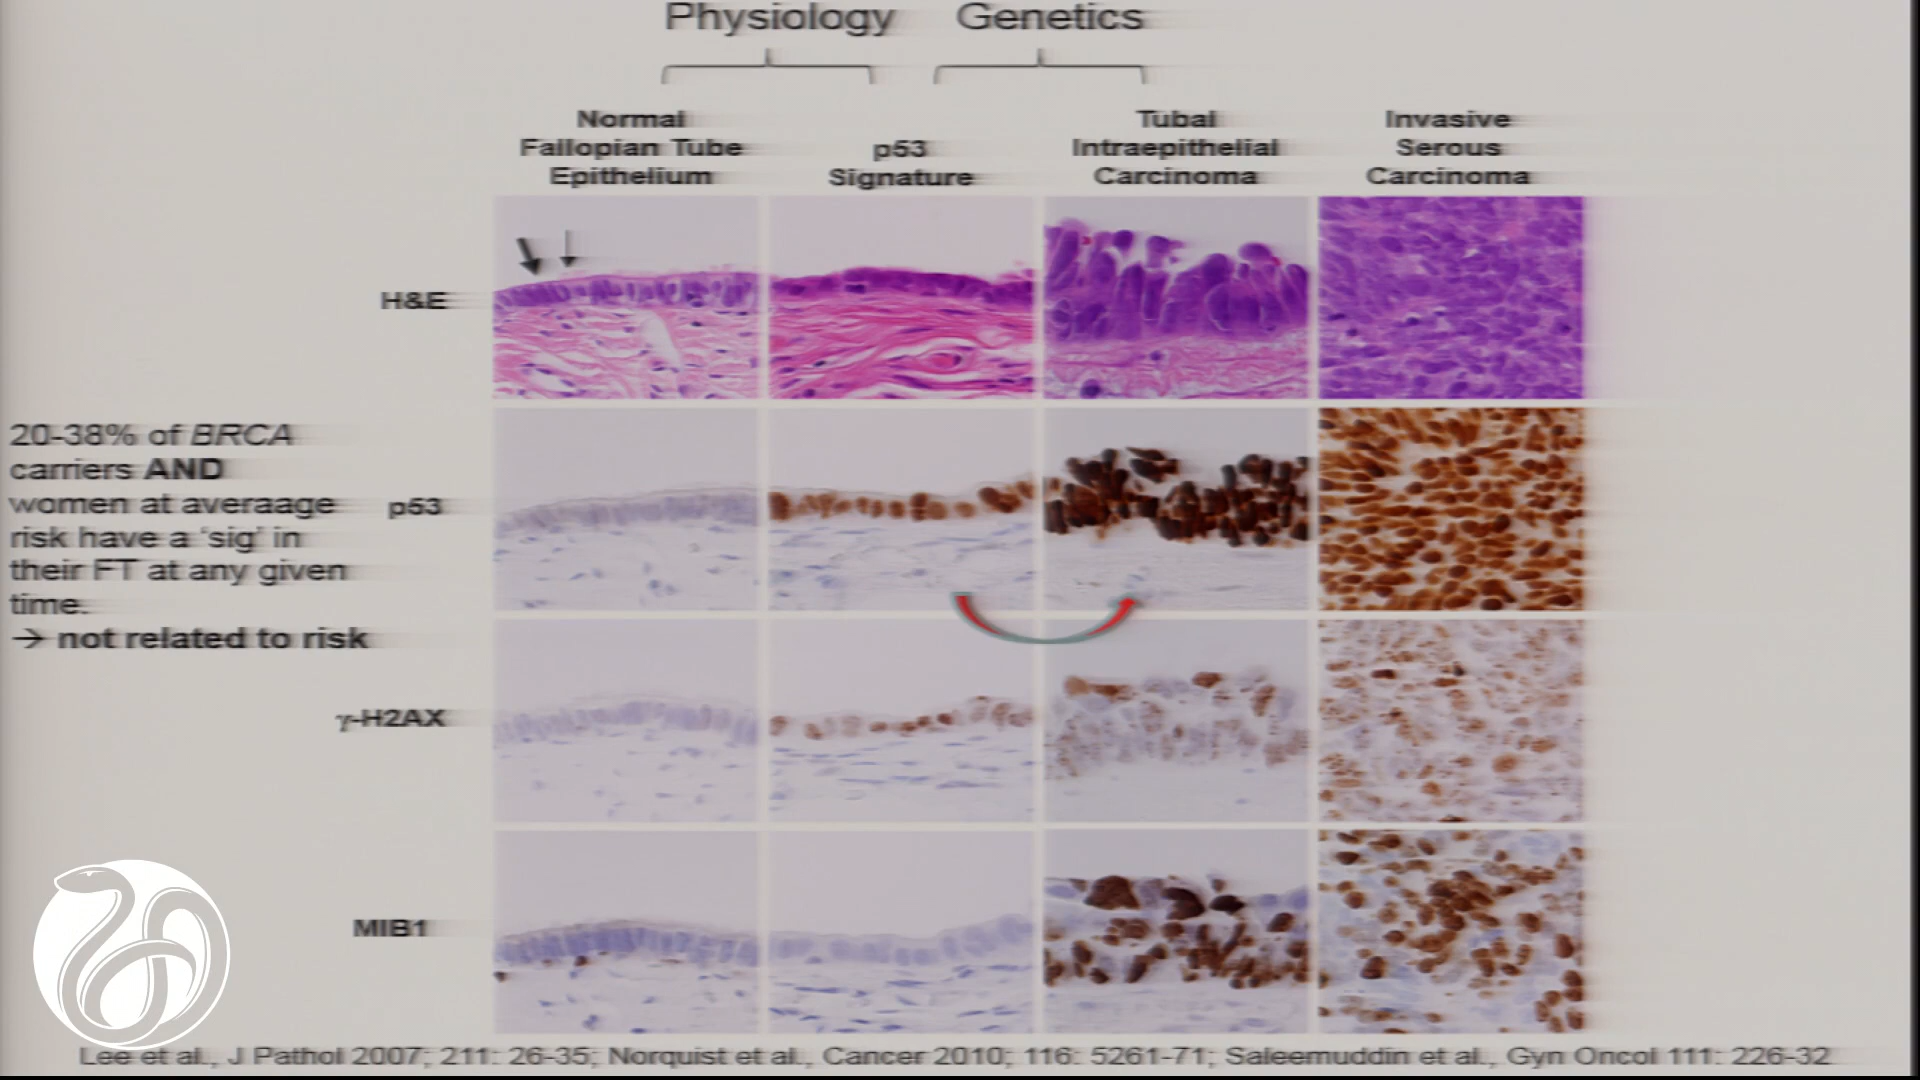 Physiology Genetics
Normal
Fallopian Tube
Epithelium
p53
Signature
Tubal
Intraepithelial
Carcinoma
Invasive
Serous
Carcinoma
H&E
20-38% of BRCA
carriers AND
women at averaage
risk have a ‘sig’ in
their FT at any given
time.
→ not related to risk
p53
γ-H2AX
MIB1
Lee et al., J Pathol 2007; 211: 26-35; Norquist et al., Cancer 2010; 116: 5261-71; Saleemuddin et al., Gyn Oncol 111: 226-32